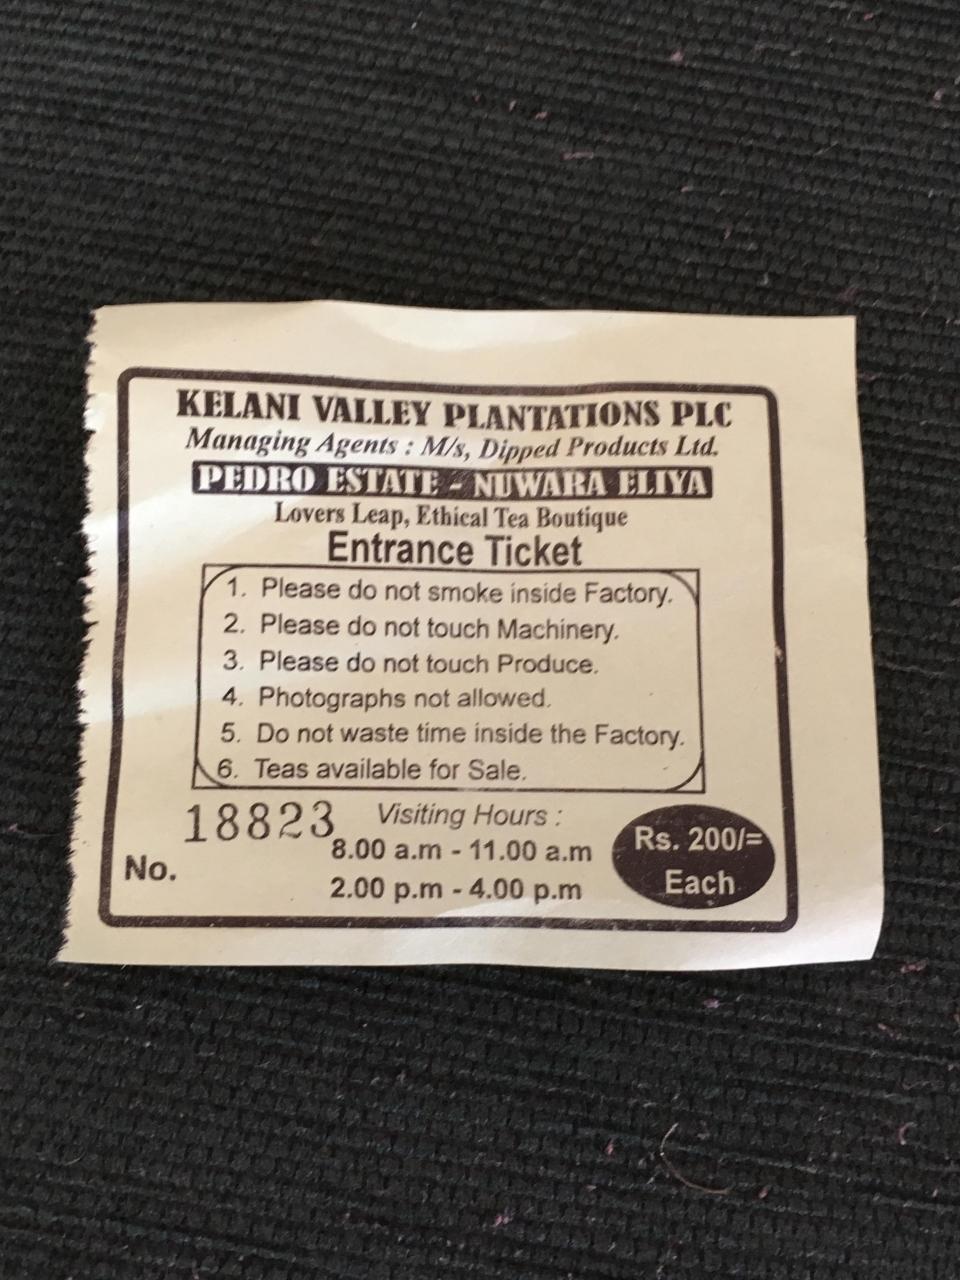 KELANI VALLEY PLANTATIONS PLC
Managing Agents : M/s, Dipped Products Ltd.
PEDRO ESTATE - NUWARA ELIYA
Lovers Leap, Ethical Tea Boutique
Entrance Ticket
1. Please do not smoke inside Factory.
2. Please do not touch Machinery.
3. Please do not touch Produce.
4. Photographs not allowed.
5. Do not waste time inside the Factory.
6. Teas available for Sale.
No. 18823
Visiting Hours :
8.00 a.m - 11.00 a.m
2.00 p.m - 4.00 p.m
Rs. 200/=
Each